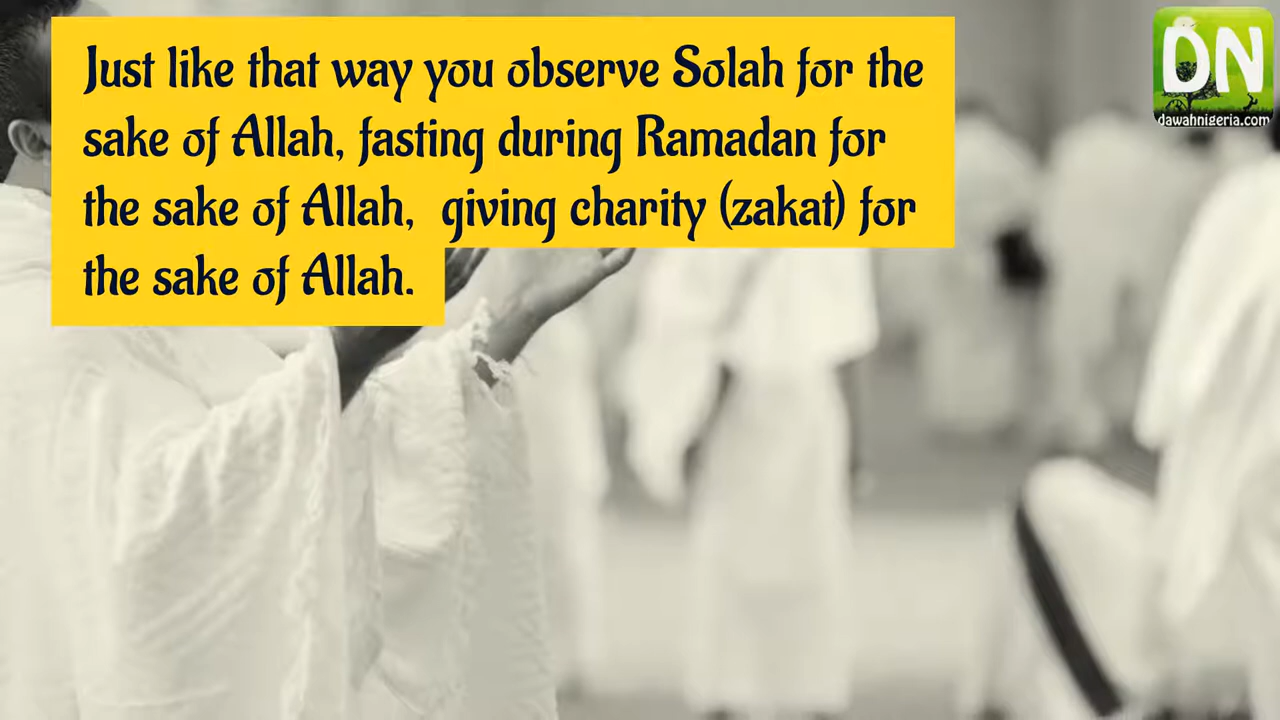 Just like that way you observe Solah for the
sake of Allah, fasting during Ramadan for
the sake of Allah, giving charity (zakat) for
the sake of Allah.
DN
dawahnigeria.com